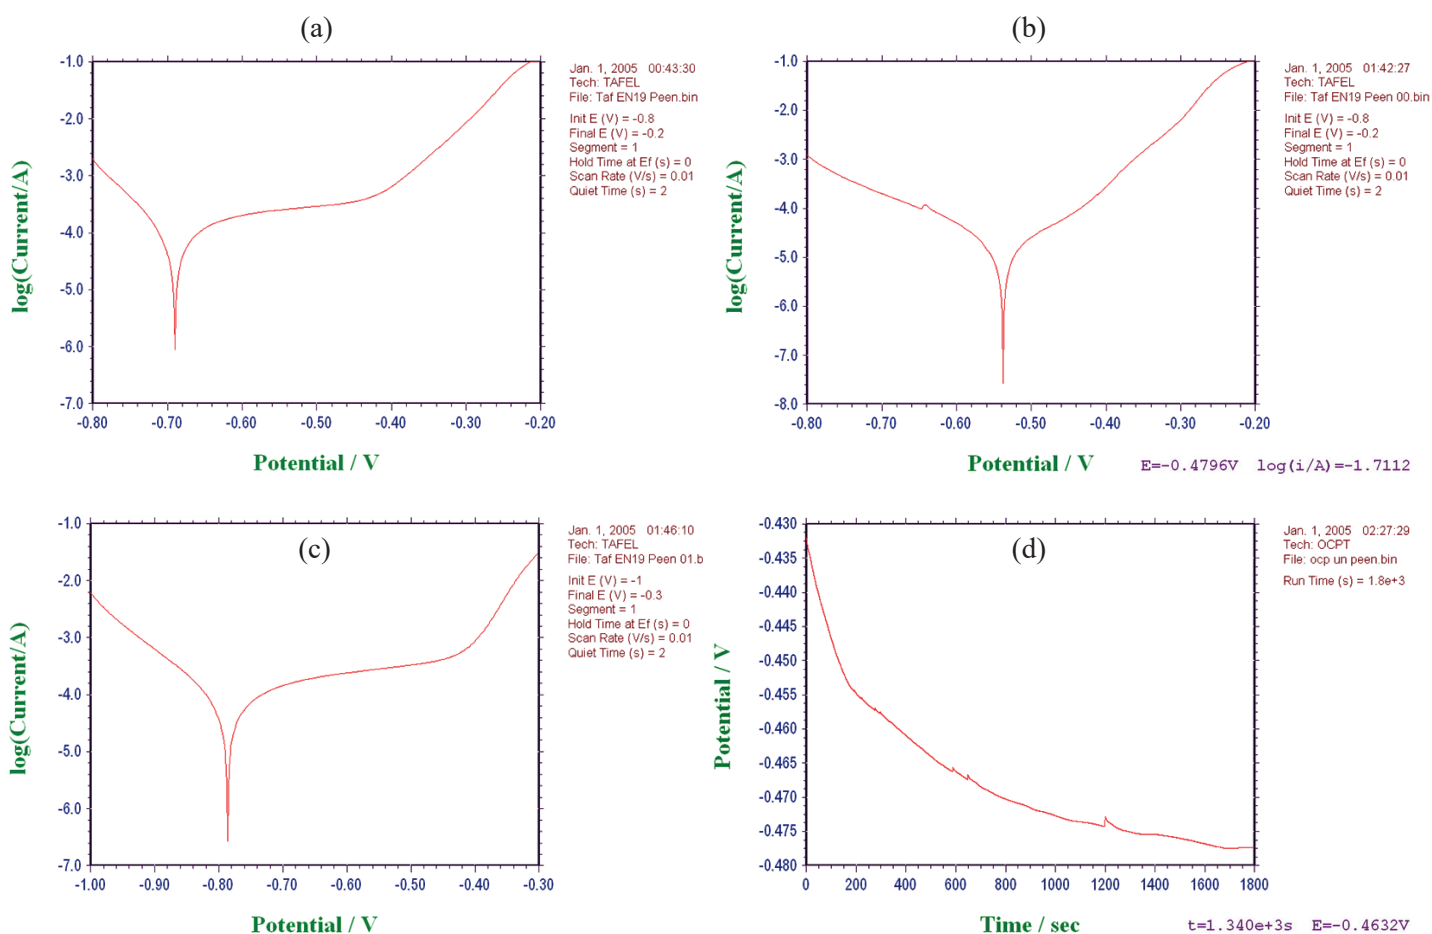 (a)
-1.0
-2.0
-3.0
-4.0
-5.0
-6.0
-7.0
-0.80 -0.70 -0.60 -0.50 -0.40 -0.30 -0.20
log(Current/A)
Potential / V
Jan. 1, 2005 00:43:30
Tech: TAFEL
File: Taf EN19 Peen.bin
Init E (V) = -0.8
Final E (V) = -0.2
Segment = 1
Hold Time at Ef (s) = 0
Scan Rate (V/s) = 0.01
Quiet Time (s) = 2
(b)
-1.0
-2.0
-3.0
-4.0
-5.0
-6.0
-7.0
-8.0
-0.80 -0.70 -0.60 -0.50 -0.40 -0.30 -0.20
log(Current/A)
Potential / V
E=-0.4796V log(i/A)=-1.7112
Jan. 1, 2005 01:42:27
Tech: TAFEL
File: Taf EN19 Peen 00.bin
Init E (V) = -0.8
Final E (V) = -0.2
Segment = 1
Hold Time at Ef (s) = 0
Scan Rate (V/s) = 0.01
Quiet Time (s) = 2
(c)
-1.0
-2.0
-3.0
-4.0
-5.0
-6.0
-7.0
-1.00 -0.90 -0.80 -0.70 -0.60 -0.50 -0.40 -0.30
log(Current/A)
Potential / V
Jan. 1, 2005 01:46:10
Tech: TAFEL
File: Taf EN19 Peen 01.b
Init E (V) = -1
Final E (V) = -0.3
Segment = 1
Hold Time at Ef (s) = 0
Scan Rate (V/s) = 0.01
Quiet Time (s) = 2
(d)
-0.430
-0.435
-0.440
-0.445
-0.450
-0.455
-0.460
-0.465
-0.470
-0.475
-0.480
0 200 400 600 800 1000 1200 1400 1600 1800
Potential / V
Time / sec
t=1.340e+3s E=-0.4632V
Jan. 1, 2005 02:27:29
Tech: OCPT
File: ocp un peen.bin
Run Time (s) = 1.8e+3